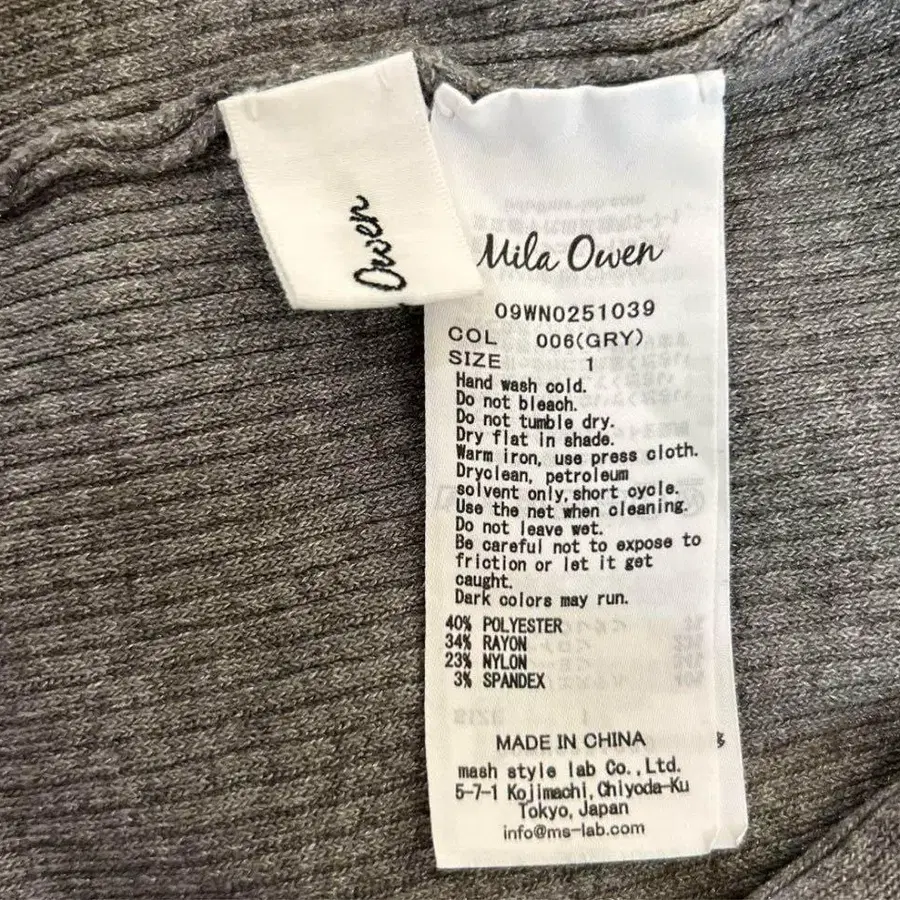 Owen
Mila Owen
09WN0251039
COL 006(GRY)
SIZE 1
Hand wash cold.
Do not bleach.
Do not tumble dry.
Dry flat in shade.
Warm iron, use press cloth.
Dryclean, petroleum
solvent only, short cycle.
Use the net when cleaning.
Do not leave wet.
Be careful not to expose to
friction or let it get
caught.
Dark colors may run.
40% POLYESTER
34% RAYON
23% NYLON
3% SPANDEX
MADE IN CHINA
mash style lab Co.,Ltd.
5-7-1 Kojimachi,Chiyoda-Ku
Tokyo, Japan
info@ms-lab.com